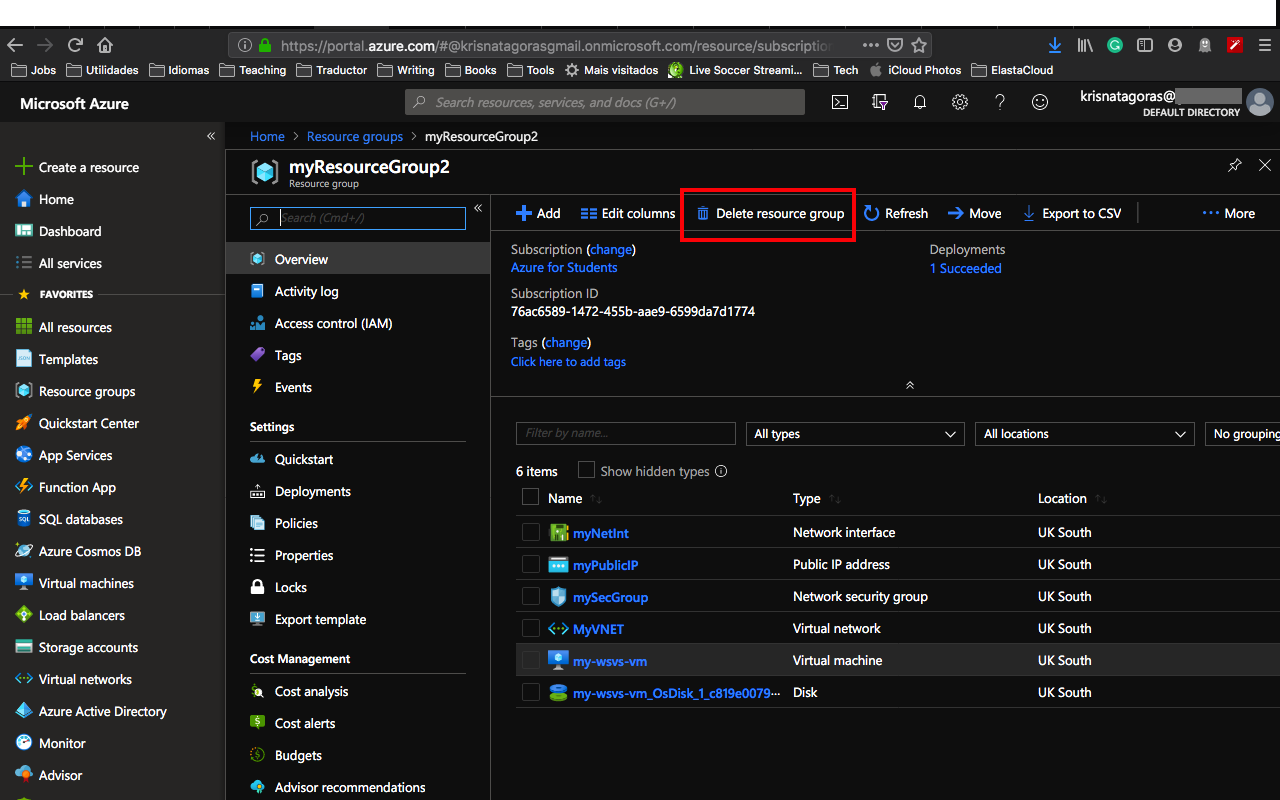 https://portal.azure.com/#@krisnatagorasgmail.onmicrosoft.com/resource/subscription
Jobs Utilidades Idiomas Teaching Traductor Writing Books Tools Mais visitados Live Soccer Streami... Tech iCloud Photos ElastaCloud
Microsoft Azure
Search resources, services, and docs (G+/)
krisnatagoras@
DEFAULT DIRECTORY
Home > Resource groups > myResourceGroup2
myResourceGroup2
Resource group
Create a resource
Home
Dashboard
All services
FAVORITES
All resources
Templates
Resource groups
Quickstart Center
App Services
Function App
SQL databases
Azure Cosmos DB
Virtual machines
Load balancers
Storage accounts
Virtual networks
Azure Active Directory
Monitor
Advisor
Search (Cmd+/)
Overview
Activity log
Access control (IAM)
Tags
Events
Settings
Quickstart
Deployments
Policies
Properties
Locks
Export template
Cost Management
Cost analysis
Cost alerts
Budgets
Advisor recommendations
Add Edit columns Delete resource group Refresh Move Export to CSV ... More
Subscription (change)
Azure for Students
Deployments
1 Succeeded
Subscription ID
76ac6589-1472-455b-aae9-6599da7d1774
Tags (change)
Click here to add tags
Filter by name... All types All locations No grouping
6 items Show hidden types
Name Type Location
myNetInt Network interface UK South
myPublicIP Public IP address UK South
mySecGroup Network security group UK South
MyVNET Virtual network UK South
my-wsvs-vm Virtual machine UK South
my-wsvs-vm_OsDisk_1_c819e0079... Disk UK South